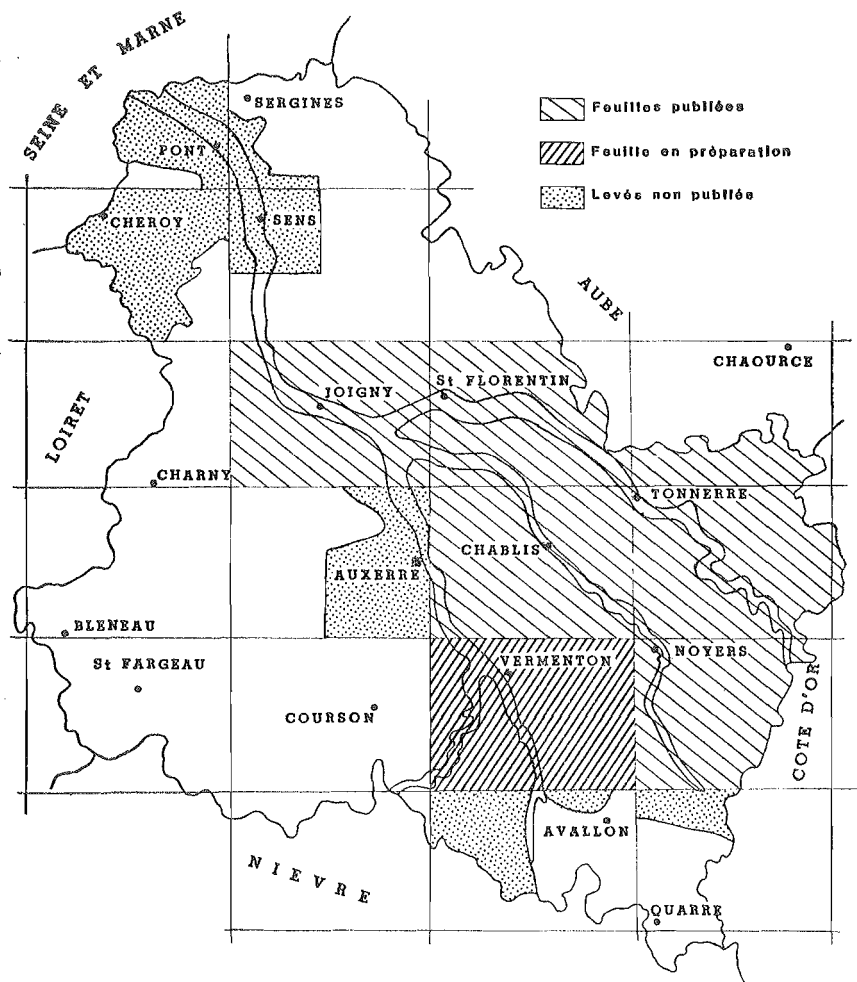 SEINE ET MARNE
SERGINES
Feuilles publiées
PONT
Feuille en préparation
Levés non publiés
CHEROY
SENS
AUBE
CHAOURCE
St FLORENTIN
JOIGNY
LOIRET
CHARNY
TONNERRE
CHABLIS
AUXERRE
BLENEAU
NOYERS
St FARGEAU
VERMENTON
COURSON
COTE D'OR
AVALLON
NIEVRE
QUARRE